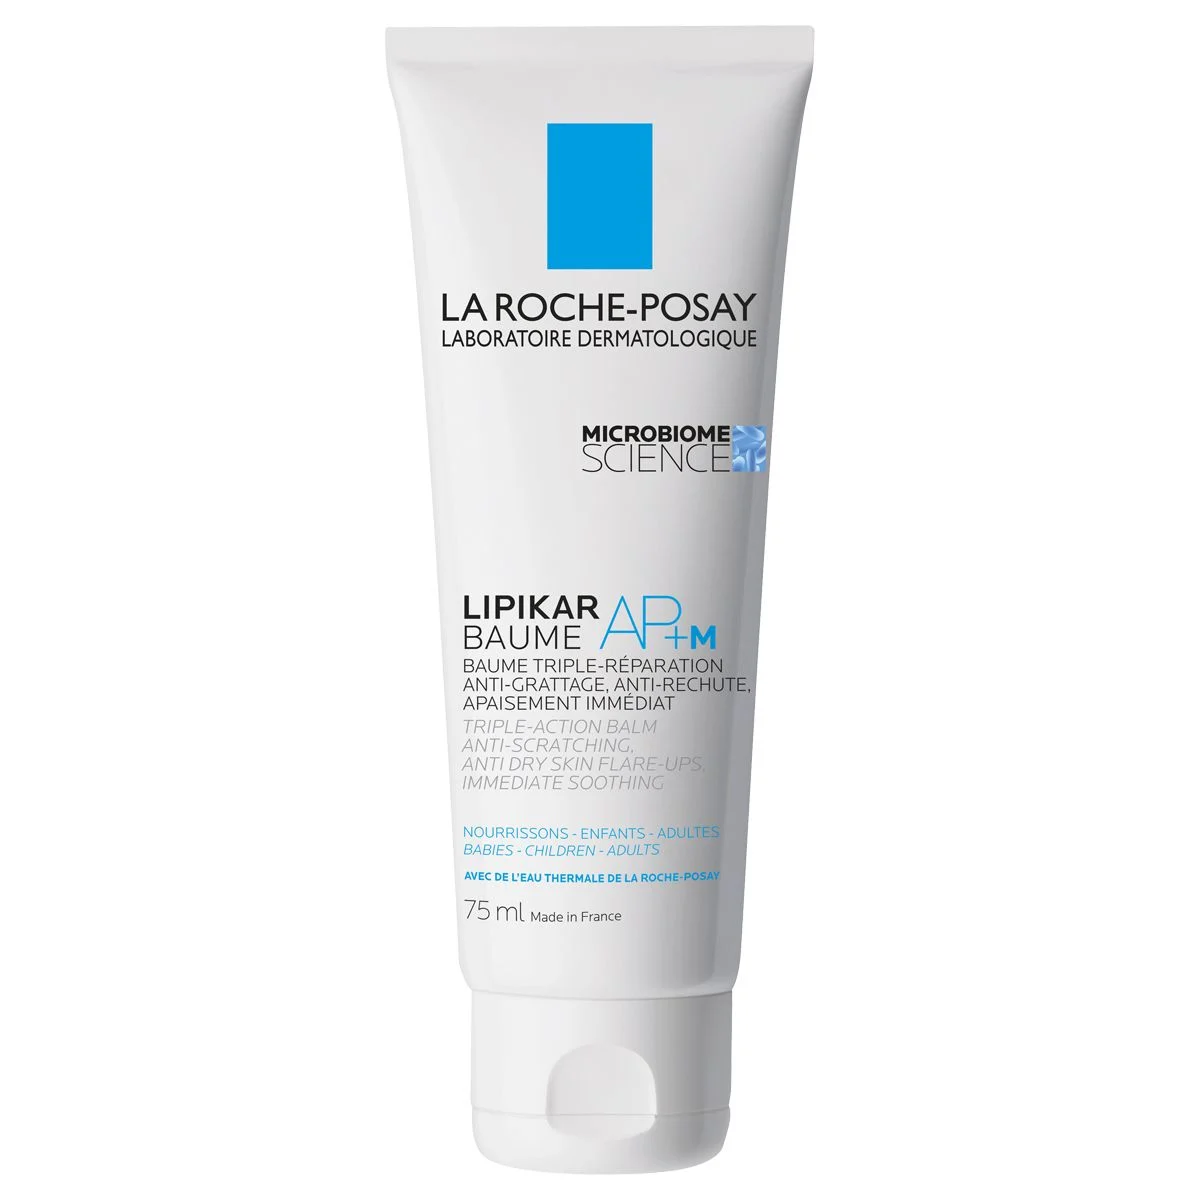 LA ROCHE-POSAY
LABORATOIRE DERMATOLOGIQUE
MICROBIOME
SCIENCE
LIPIKAR
BAUME AP+M
BAUME TRIPLE-RÉPARATION
ANTI-GRATTAGE, ANTI-RECHUTE,
APAISEMENT IMMÉDIAT
TRIPLE-ACTION BALM
ANTI-SCRATCHING,
ANTI DRY SKIN FLARE-UPS,
IMMEDIATE SOOTHING
NOURRISSONS - ENFANTS - ADULTES
BABIES - CHILDREN - ADULTS
AVEC DE L'EAU THERMALE DE LA ROCHE-POSAY
75 ml Made in France